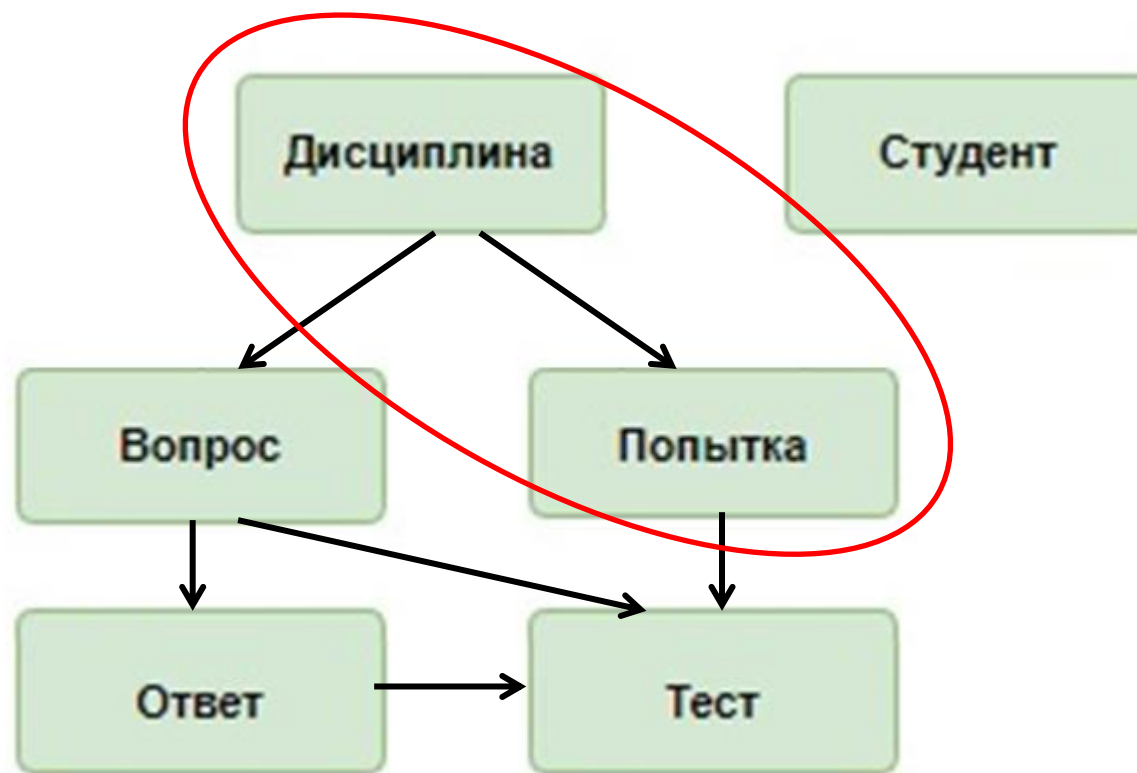 Дисциплина
Студент
Вопрос
Попытка
Ответ
Тест